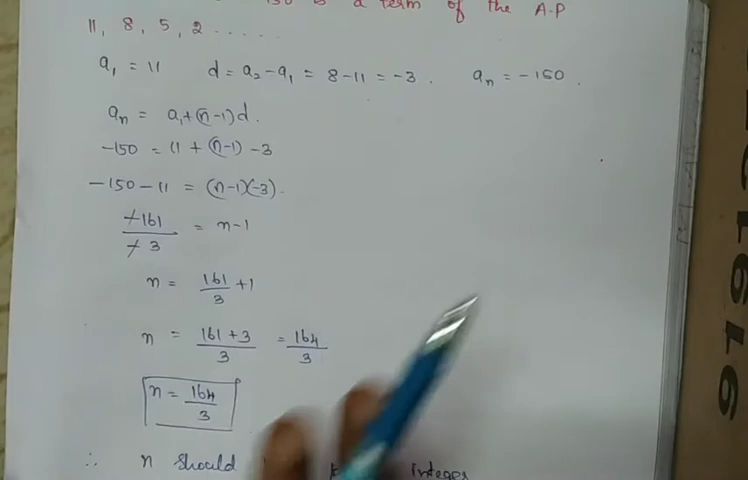 is a term of the A.P
11, 8, 5, 2 .....
a₁ = 11 d = a₂-a₁ = 8-11 = -3. aₙ = -150.
aₙ = a₁+(n-1)d.
-150 = 11 + (n-1) -3
-150-11 = (n-1)(-3).
-161/-3 = n-1
n = 161/3 +1
n = 161+3/3 = 164/3
n = 164/3
∴ n should integer